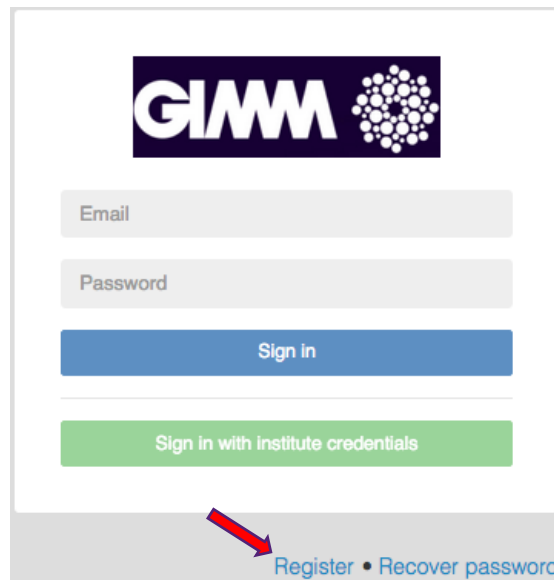 GIMM
Email
Password
Sign in
Sign in with institute credentials
Register • Recover password